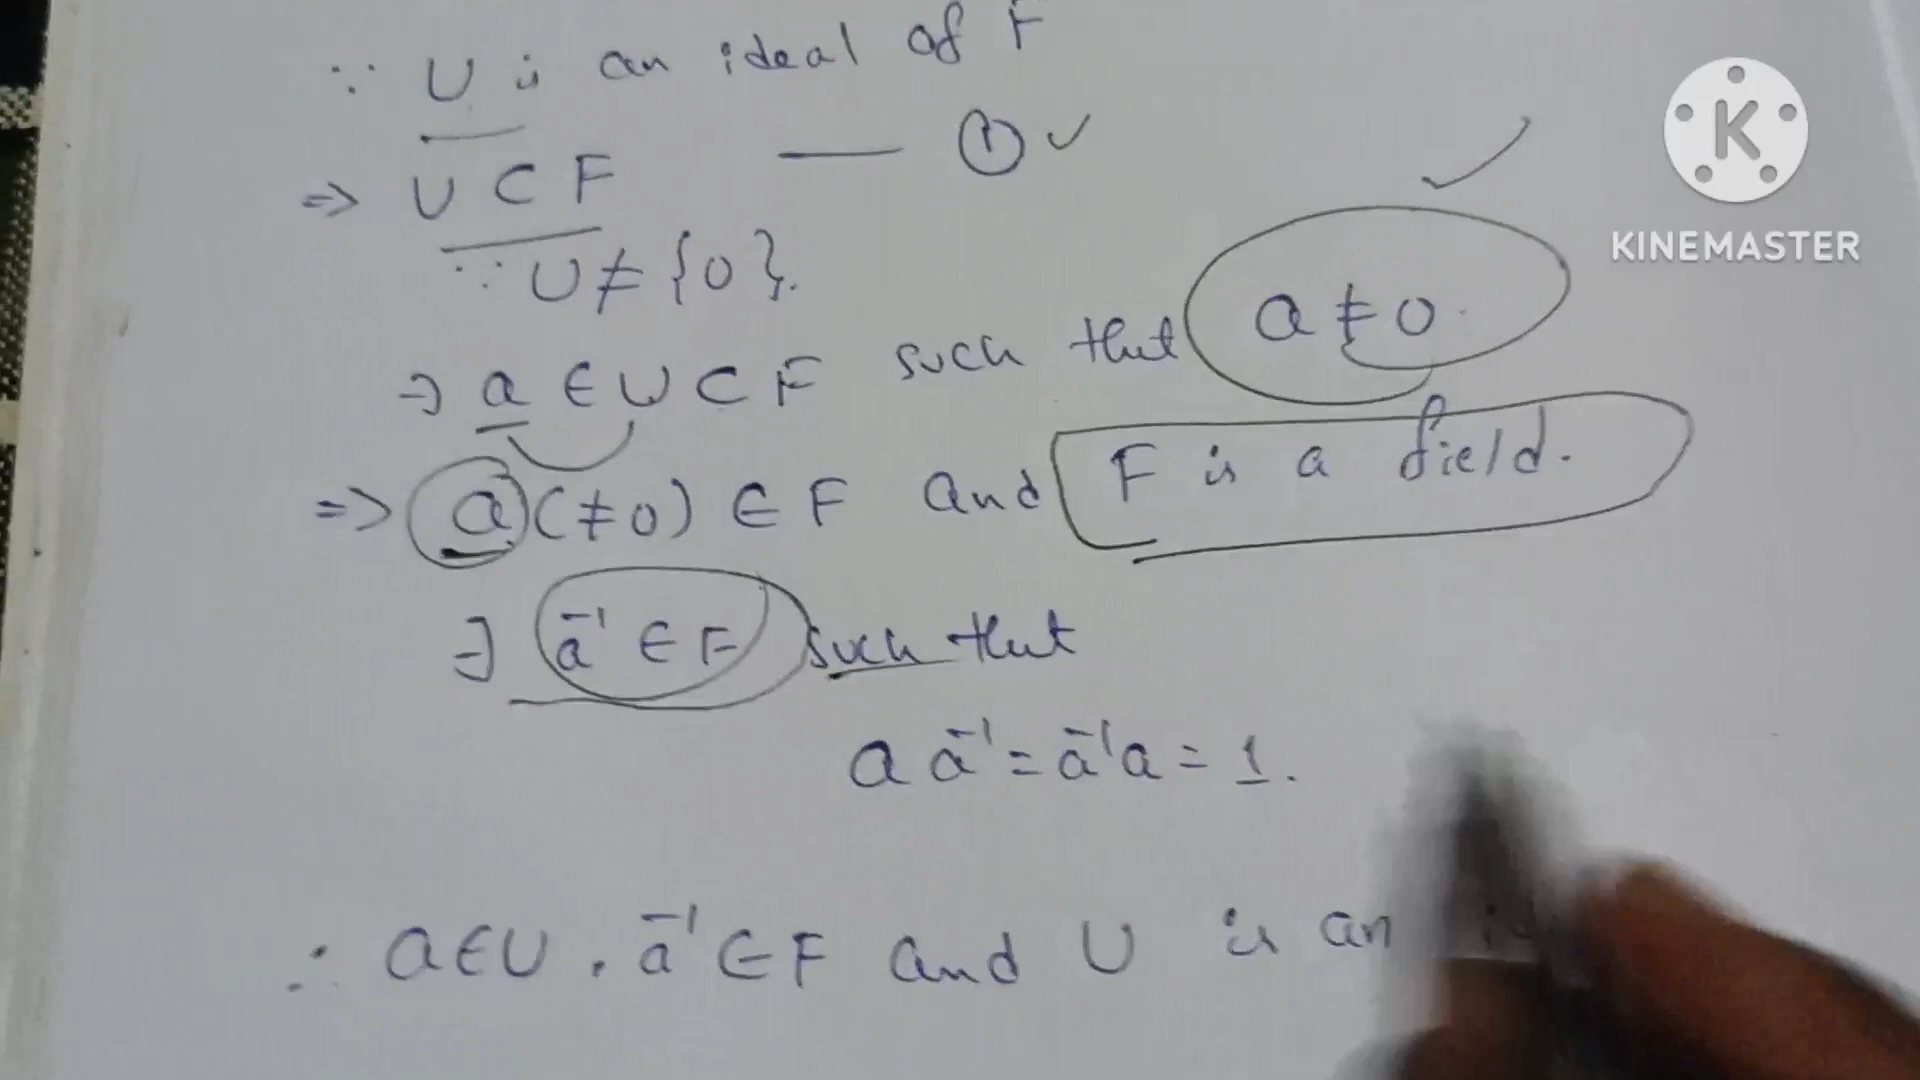 ∵ U is an ideal of F
⇒ U ⊂ F —— ① ✓
∵ U ≠ {0}.
⇒ a ∈ U ⊂ F such that a ≠ 0.
⇒ a (≠0) ∈ F and F is a field.
⇒ a⁻¹ ∈ F such that
a a⁻¹ = a⁻¹a = 1.
∴ a ∈ U, a⁻¹ ∈ F and U is an
K
KINEMASTER